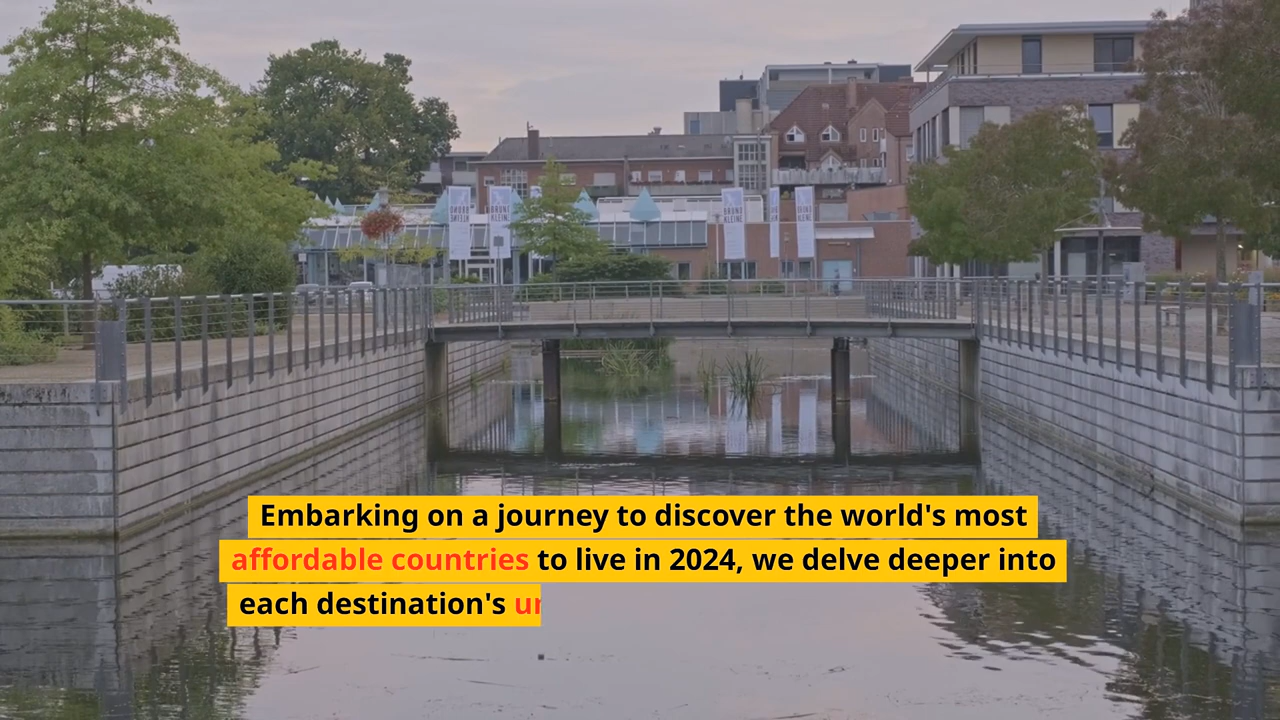 Embarking on a journey to discover the world's most
affordable countries to live in 2024, we delve deeper into
each destination's